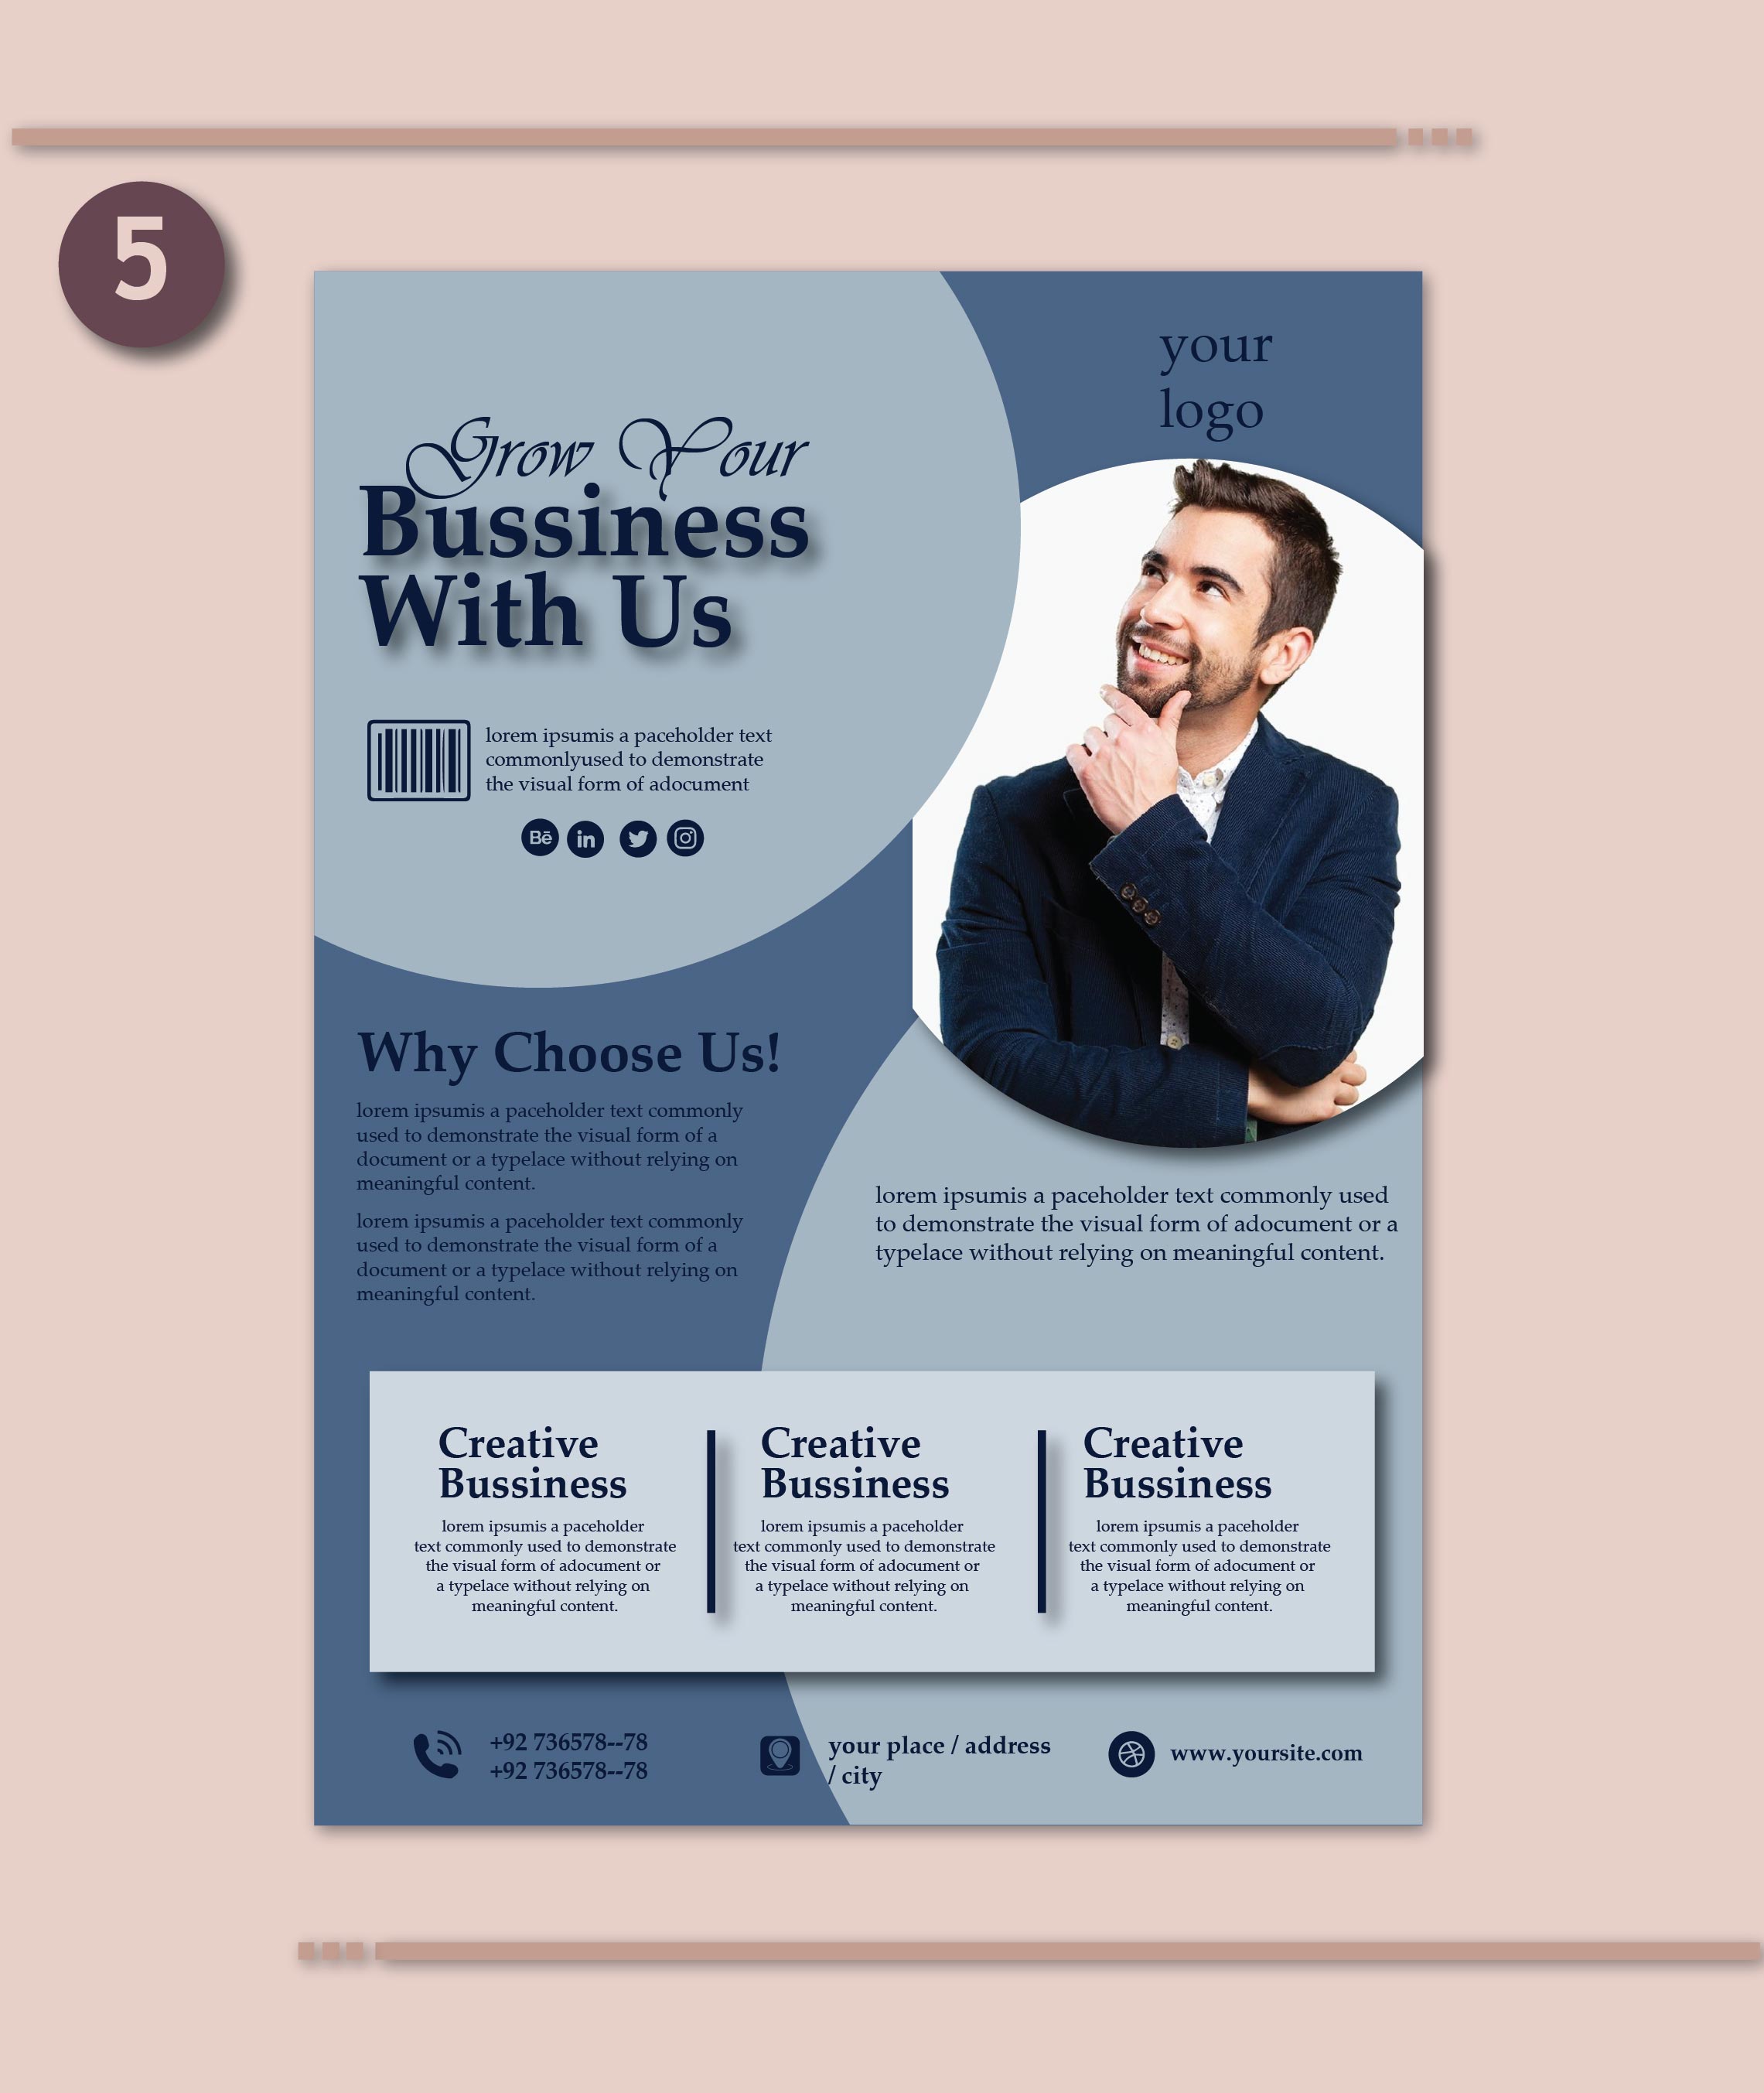 5
your
logo
Grow Your
Bussiness
With Us
lorem ipsumis a paceholder text
commonlyused to demonstrate
the visual form of adocument
Bē
in
Why Choose Us!
lorem ipsumis a paceholder text commonly
used to demonstrate the visual form of a
document or a typelace without relying on
meaningful content.
lorem ipsumis a paceholder text commonly
used to demonstrate the visual form of a
document or a typelace without relying on
meaningful content.
lorem ipsumis a paceholder text commonly used
to demonstrate the visual form of adocument or a
typelace without relying on meaningful content.
Creative
Bussiness
lorem ipsumis a paceholder
text commonly used to demonstrate
the visual form of adocument or
a typelace without relying on
meaningful content.
Creative
Bussiness
lorem ipsumis a paceholder
text commonly used to demonstrate
the visual form of adocument or
a typelace without relying on
meaningful content.
Creative
Bussiness
lorem ipsumis a paceholder
text commonly used to demonstrate
the visual form of adocument or
a typelace without relying on
meaningful content.
+92 736578--78
+92 736578--78
your place / address
/ city
www.yoursite.com